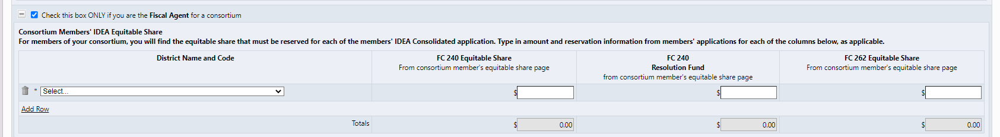 Check this box ONLY if you are the Fiscal Agent for a consortium
Consortium Members' IDEA Equitable Share
For members of your consortium, you will find the equitable share that must be reserved for each of the members' IDEA Consolidated application. Type in amount and reservation information from members' applications for each of the columns below, as applicable.
District Name and Code
FC 240 Equitable Share
From consortium member's equitable share page
FC 240
Resolution Fund
from consortium member's equitable share page
FC 262 Equitable Share
From consortium member's equitable share page
* Select... $ $ $
Add Row
Totals $ 0.00 $ 0.00 $ 0.00